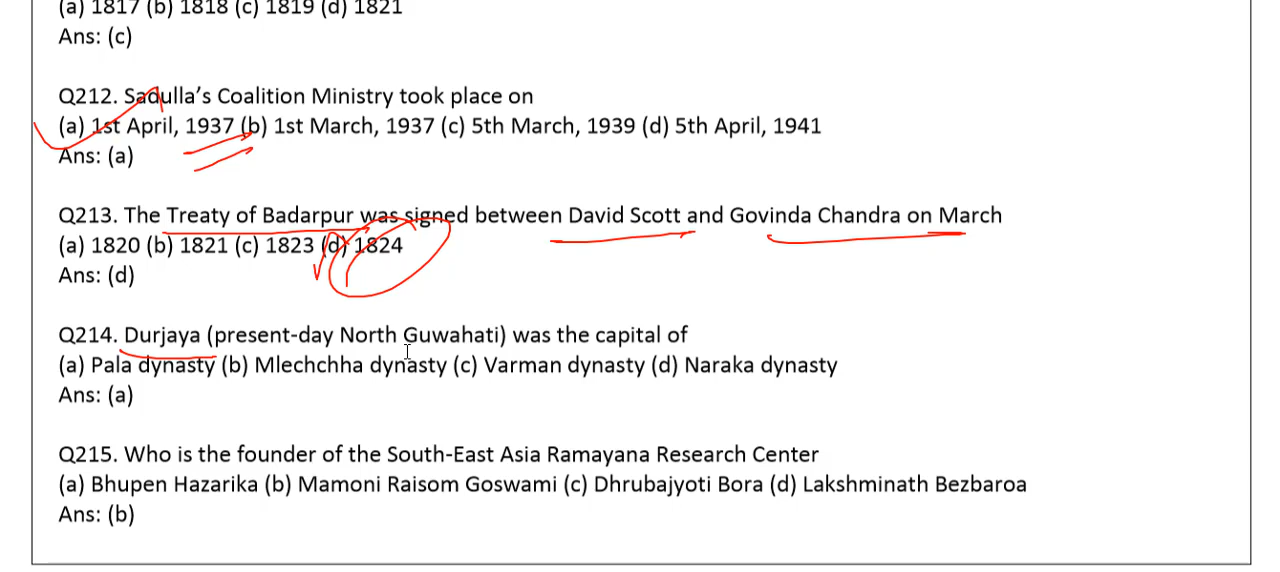 (a) 1817 (b) 1818 (c) 1819 (d) 1821
Ans: (c)
Q212. Sadulla’s Coalition Ministry took place on
(a) 1st April, 1937 (b) 1st March, 1937 (c) 5th March, 1939 (d) 5th April, 1941
Ans: (a)
Q213. The Treaty of Badarpur was signed between David Scott and Govinda Chandra on March
(a) 1820 (b) 1821 (c) 1823 (d) 1824
Ans: (d)
Q214. Durjaya (present-day North Guwahati) was the capital of
(a) Pala dynasty (b) Mlechchha dynasty (c) Varman dynasty (d) Naraka dynasty
Ans: (a)
Q215. Who is the founder of the South-East Asia Ramayana Research Center
(a) Bhupen Hazarika (b) Mamoni Raisom Goswami (c) Dhrubajyoti Bora (d) Lakshminath Bezbaroa
Ans: (b)